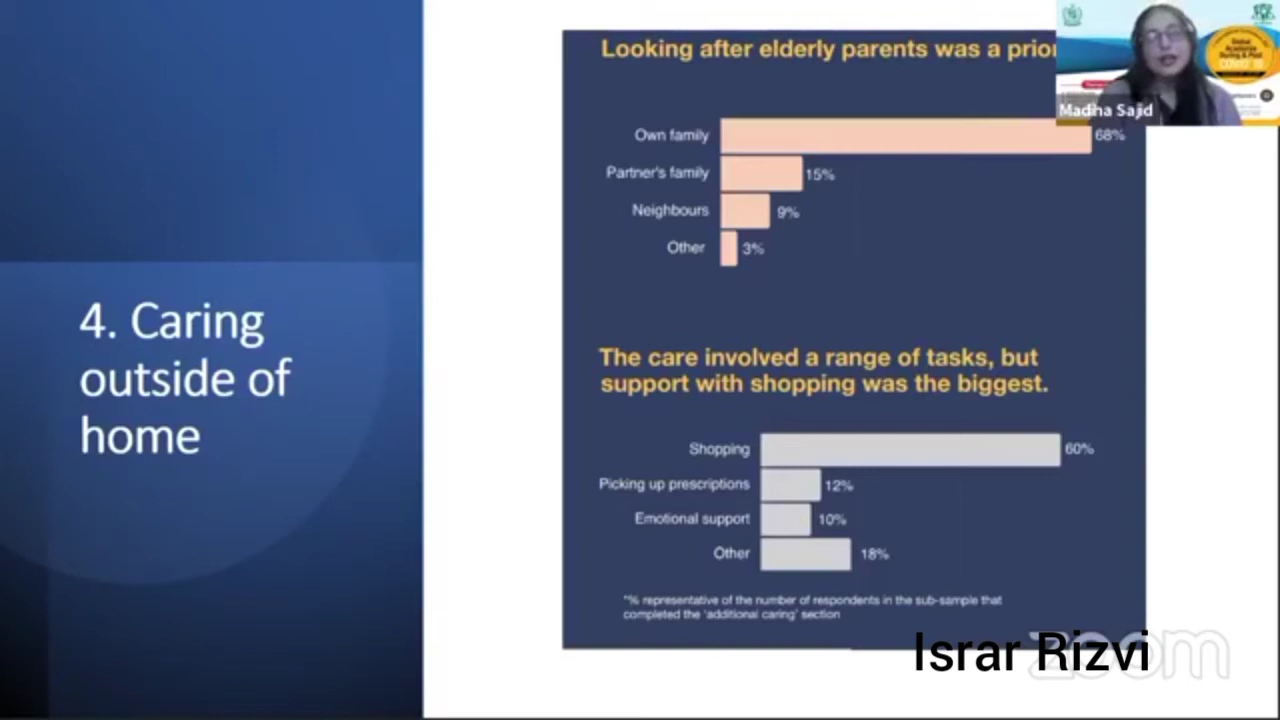 Looking after elderly parents was a prior
Own family 68%
Partner's family 15%
Neighbours 9%
Other 3%
4. Caring
outside of
home
The care involved a range of tasks, but
support with shopping was the biggest.
Shopping 60%
Picking up prescriptions 12%
Emotional support 10%
Other 18%
"% representative of the number of respondents in the sub-sample that
completed the 'additional caring' section
Madiha Sajid
Israr Rizvi
zoom